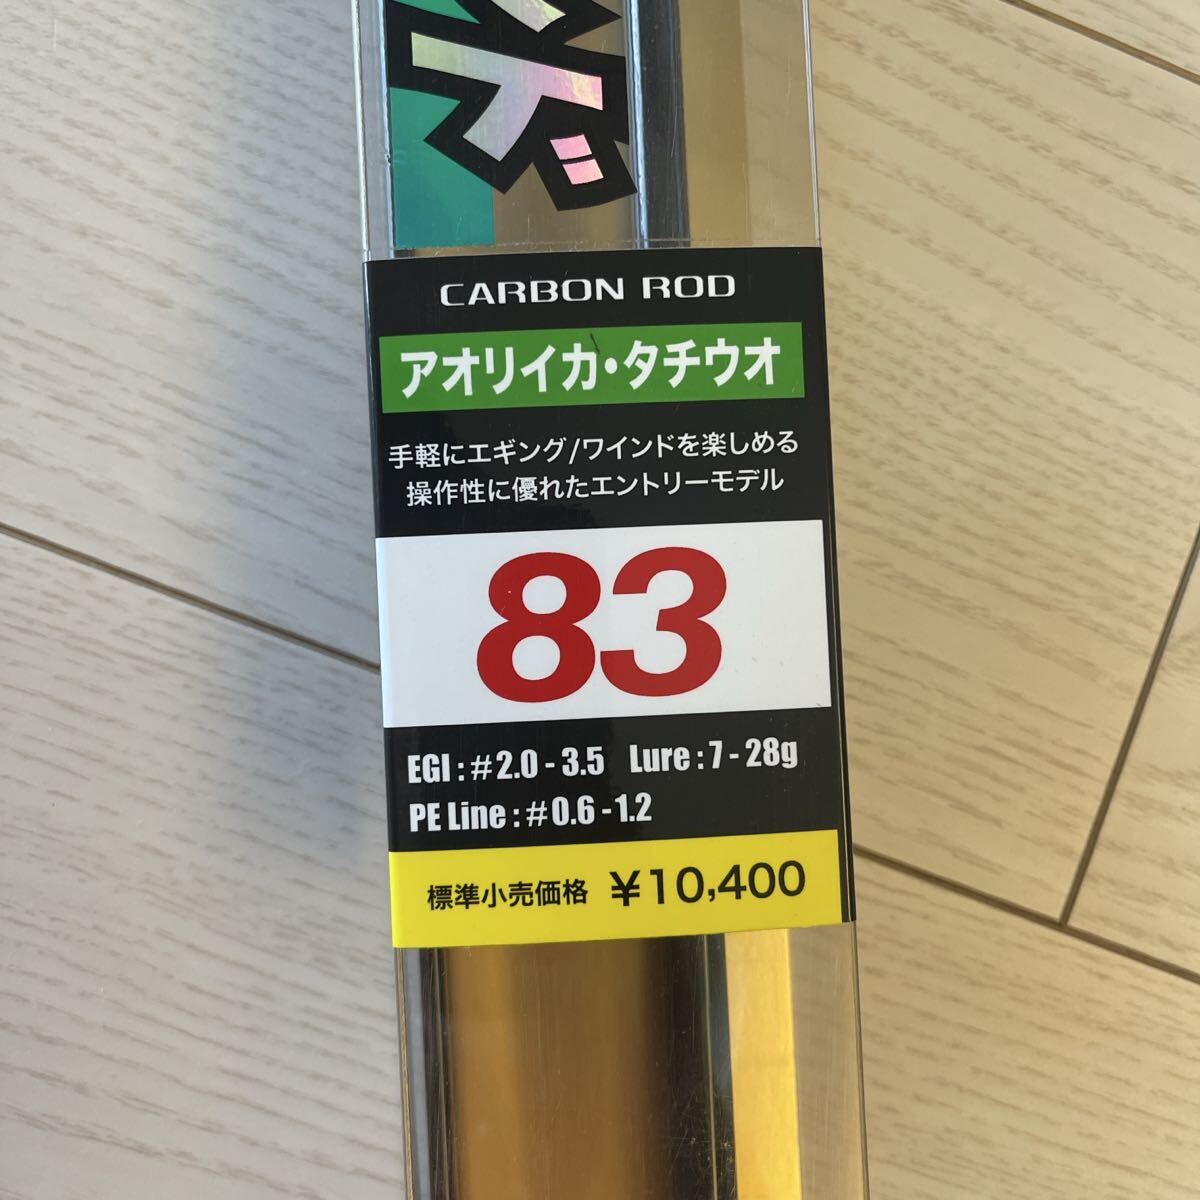 ンド
CARBON ROD
アオリイカ・タチウオ
手軽にエギング/ワインドを楽しめる
操作性に優れたエントリーモデル
83
EGI : #2.0 - 3.5 Lure : 7 - 28g
PE Line : #0.6 - 1.2
標準小売価格 ¥10,400